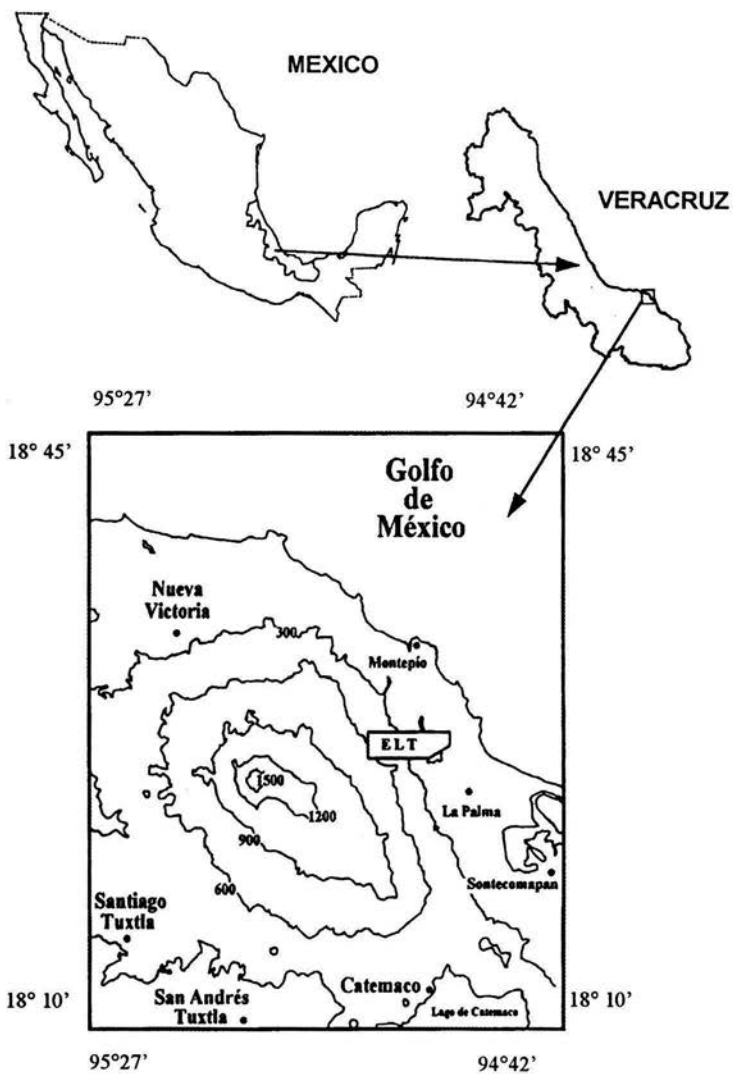 MEXICO
VERACRUZ
95°27'
94°42'
18° 45'
18° 45'
Golfo
de
México
Nueva
Victoria
300
Montepío
ELT
1500
1200
La Palma
900
Sontecomapan
600
Santiago
Tuxtla
Catemaco
18° 10'
18° 10'
San Andrés
Tuxtla
Lago de Catemaco
95°27'
94°42'